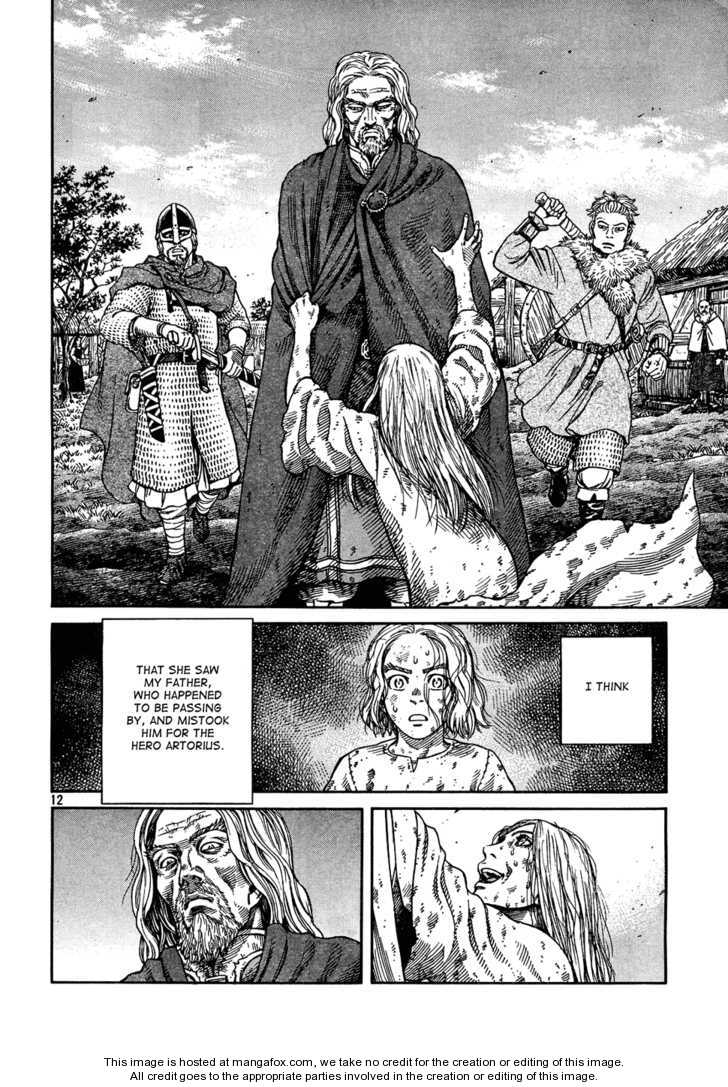 I THINK
THAT SHE SAW
MY FATHER,
WHO HAPPENED
TO BE PASSING
BY, AND MISTOOK
HIM FOR THE
HERO ARTORIUS.
12
This image is hosted at mangafox.com, we take no credit for the creation or editing of this image.
All credit goes to the appropriate parties involved in the creation or editing of this image.